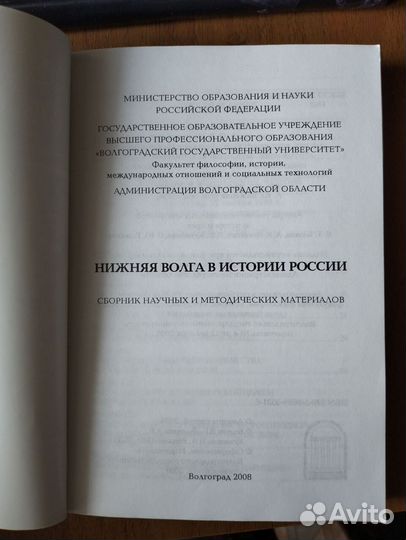 МИНИСТЕРСТВО ОБРАЗОВАНИЯ И НАУКИ
РОССИЙСКОЙ ФЕДЕРАЦИИ
ГОСУДАРСТВЕННОЕ ОБРАЗОВАТЕЛЬНОЕ УЧРЕЖДЕНИЕ
ВЫСШЕГО ПРОФЕССИОНАЛЬНОГО ОБРАЗОВАНИЯ
«ВОЛГОГРАДСКИЙ ГОСУДАРСТВЕННЫЙ УНИВЕРСИТЕТ»
Факультет философии, истории,
международных отношений и социальных технологий
АДМИНИСТРАЦИЯ ВОЛГОГРАДСКОЙ ОБЛАСТИ
НИЖНЯЯ ВОЛГА В ИСТОРИИ РОССИИ
СБОРНИК НАУЧНЫХ И МЕТОДИЧЕСКИХ МАТЕРИАЛОВ
Волгоград 2008
Avito